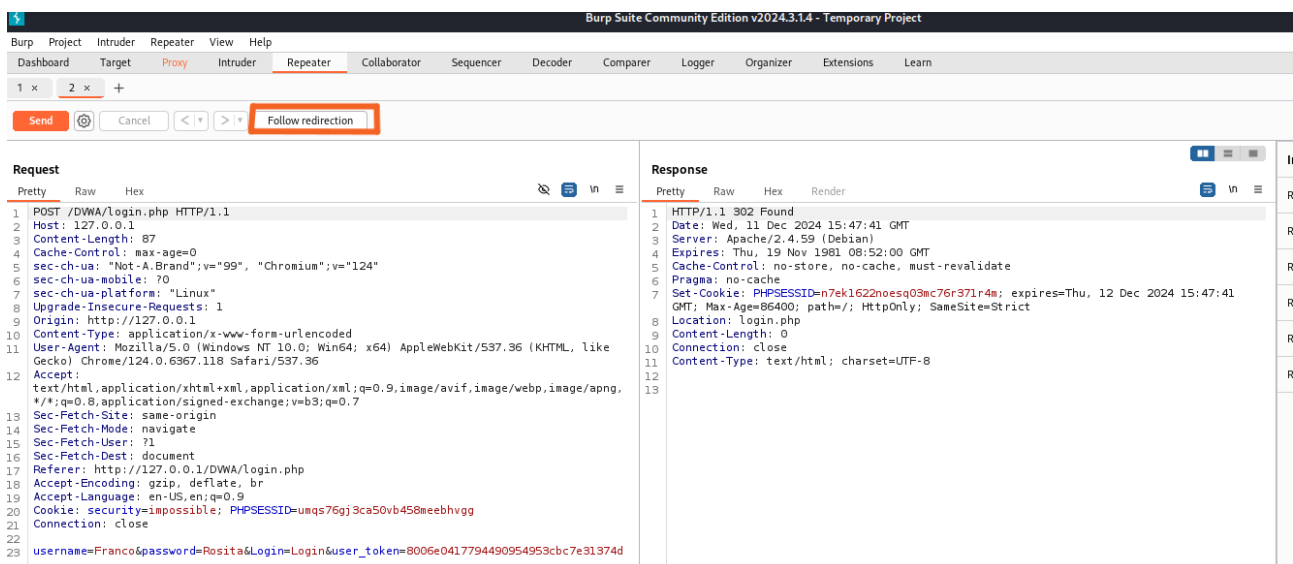 Burp Suite Community Edition v2024.3.1.4 - Temporary Project
Burp Project Intruder Repeater View Help
Dashboard Target Proxy Intruder Repeater Collaborator Sequencer Decoder Comparer Logger Organizer Extensions Learn
1 × 2 × +
Send Cancel < > Follow redirection
Request
Pretty Raw Hex \n
1 POST /DVWA/login.php HTTP/1.1
2 Host: 127.0.0.1
3 Content-Length: 87
4 Cache-Control: max-age=0
5 sec-ch-ua: "Not-A.Brand";v="99", "Chromium";v="124"
6 sec-ch-ua-mobile: ?0
7 sec-ch-ua-platform: "Linux"
8 Upgrade-Insecure-Requests: 1
9 Origin: http://127.0.0.1
10 Content-Type: application/x-www-form-urlencoded
11 User-Agent: Mozilla/5.0 (Windows NT 10.0; Win64; x64) AppleWebKit/537.36 (KHTML, like
Gecko) Chrome/124.0.6367.118 Safari/537.36
12 Accept:
text/html,application/xhtml+xml,application/xml;q=0.9,image/avif,image/webp,image/apng,
*/*;q=0.8,application/signed-exchange;v=b3;q=0.7
13 Sec-Fetch-Site: same-origin
14 Sec-Fetch-Mode: navigate
15 Sec-Fetch-User: ?1
16 Sec-Fetch-Dest: document
17 Referer: http://127.0.0.1/DVWA/login.php
18 Accept-Encoding: gzip, deflate, br
19 Accept-Language: en-US,en;q=0.9
20 Cookie: security=impossible; PHPSESSID=umqs76gj3ca50vb458meebhvgg
21 Connection: close
22
23 username=Franco&password=Rosita&Login=Login&user_token=8006e0417794490954953cbc7e31374d
Response
Pretty Raw Hex Render \n
1 HTTP/1.1 302 Found
2 Date: Wed, 11 Dec 2024 15:47:41 GMT
3 Server: Apache/2.4.59 (Debian)
4 Expires: Thu, 19 Nov 1981 08:52:00 GMT
5 Cache-Control: no-store, no-cache, must-revalidate
6 Pragma: no-cache
7 Set-Cookie: PHPSESSID=n7ek1622noesq03mc76r371r4m; expires=Thu, 12 Dec 2024 15:47:41
GMT; Max-Age=86400; path=/; HttpOnly; SameSite=Strict
8 Location: login.php
9 Content-Length: 0
10 Connection: close
11 Content-Type: text/html; charset=UTF-8
12
13